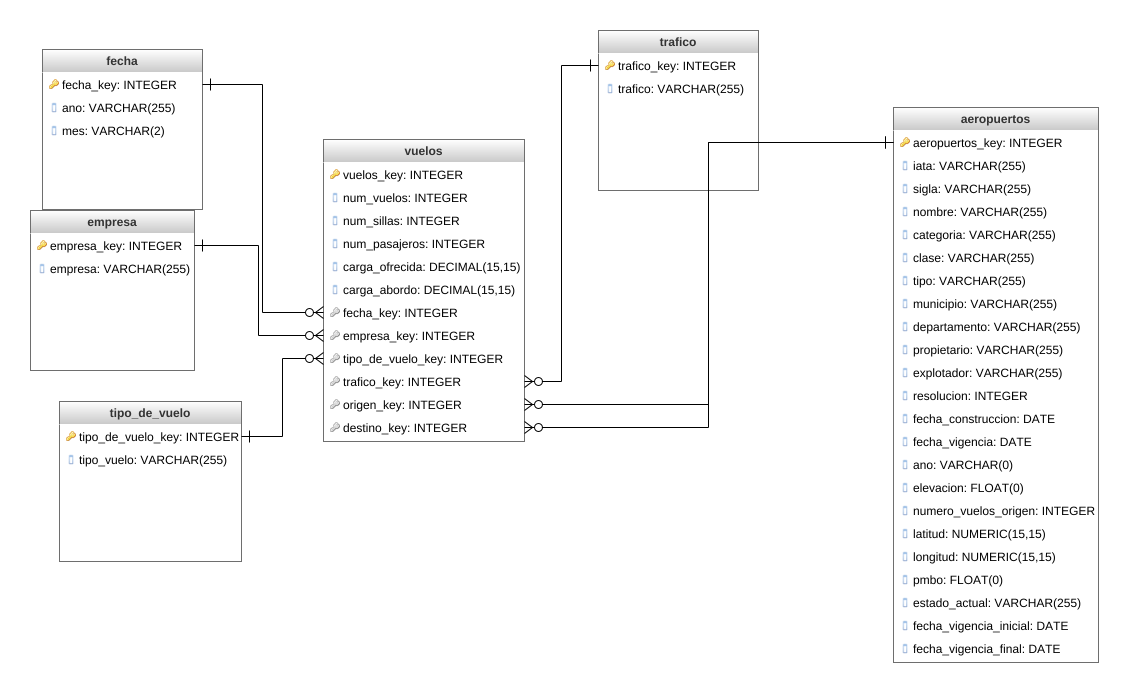 fecha
fecha_key: INTEGER
ano: VARCHAR(255)
mes: VARCHAR(2)
empresa
empresa_key: INTEGER
empresa: VARCHAR(255)
tipo_de_vuelo
tipo_de_vuelo_key: INTEGER
tipo_vuelo: VARCHAR(255)
vuelos
vuelos_key: INTEGER
num_vuelos: INTEGER
num_sillas: INTEGER
num_pasajeros: INTEGER
carga_ofrecida: DECIMAL(15,15)
carga_abordo: DECIMAL(15,15)
fecha_key: INTEGER
empresa_key: INTEGER
tipo_de_vuelo_key: INTEGER
trafico_key: INTEGER
origen_key: INTEGER
destino_key: INTEGER
trafico
trafico_key: INTEGER
trafico: VARCHAR(255)
aeropuertos
aeropuertos_key: INTEGER
iata: VARCHAR(255)
sigla: VARCHAR(255)
nombre: VARCHAR(255)
categoria: VARCHAR(255)
clase: VARCHAR(255)
tipo: VARCHAR(255)
municipio: VARCHAR(255)
departamento: VARCHAR(255)
propietario: VARCHAR(255)
explotador: VARCHAR(255)
resolucion: INTEGER
fecha_construccion: DATE
fecha_vigencia: DATE
ano: VARCHAR(0)
elevacion: FLOAT(0)
numero_vuelos_origen: INTEGER
latitud: NUMERIC(15,15)
longitud: NUMERIC(15,15)
pmbo: FLOAT(0)
estado_actual: VARCHAR(255)
fecha_vigencia_inicial: DATE
fecha_vigencia_final: DATE